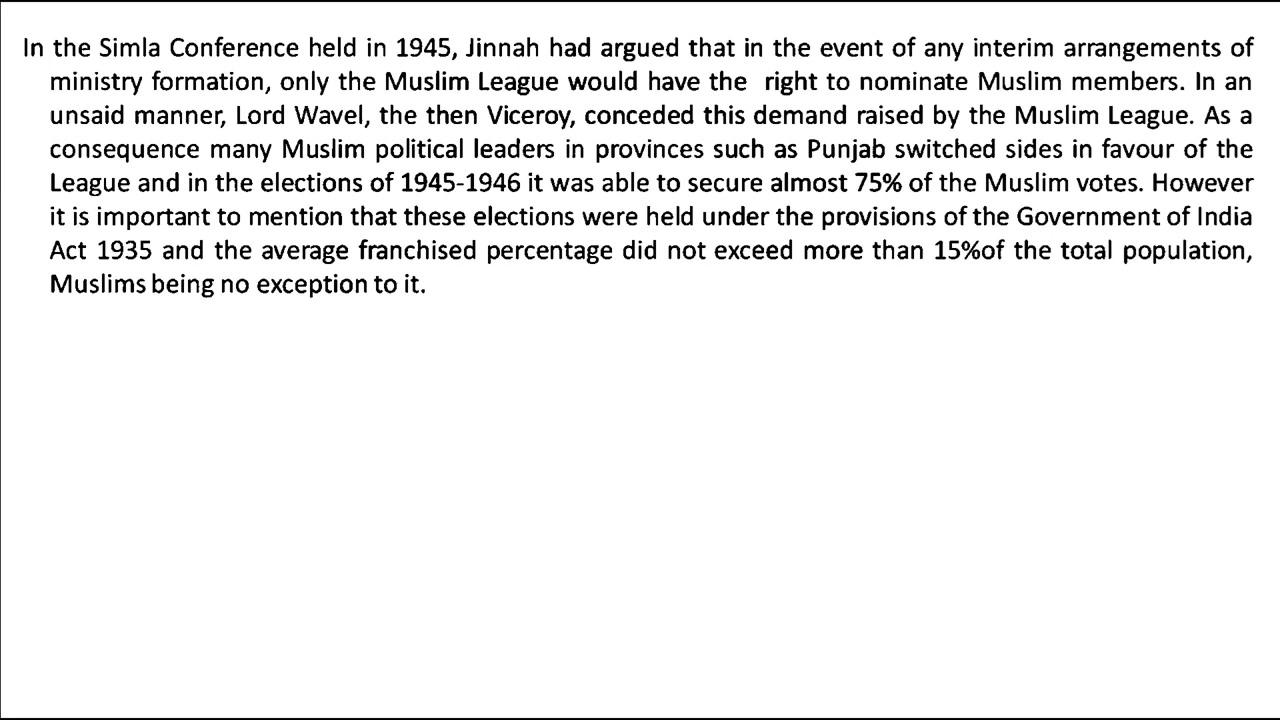 In the Simla Conference held in 1945, Jinnah had argued that in the event of any interim arrangements of
ministry formation, only the Muslim League would have the  right to nominate Muslim members. In an
unsaid manner, Lord Wavel, the then Viceroy, conceded this demand raised by the Muslim League. As a
consequence many Muslim political leaders in provinces such as Punjab switched sides in favour of the
League and in the elections of 1945-1946 it was able to secure almost 75% of the Muslim votes. However
it is important to mention that these elections were held under the provisions of the Government of India
Act 1935 and the average franchised percentage did not exceed more than 15%of the total population,
Muslims being no exception to it.